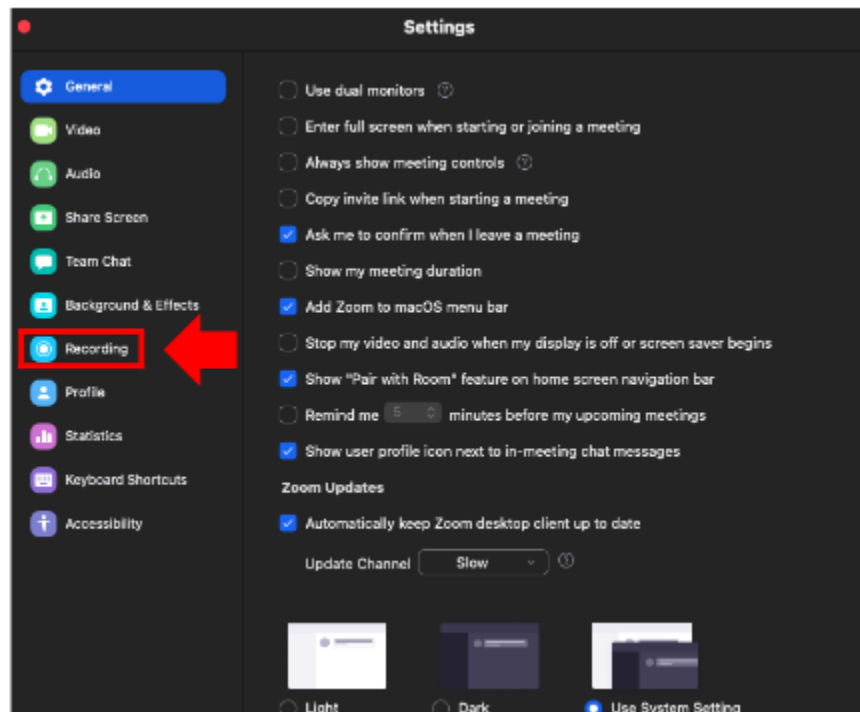 Settings
General
Video
Audio
Share Screen
Team Chat
Background & Effects
Recording
Profile
Statistics
Keyboard Shortcuts
Accessibility
Use dual monitors ?
Enter full screen when starting or joining a meeting
Always show meeting controls ?
Copy invite link when starting a meeting
Ask me to confirm when I leave a meeting
Show my meeting duration
Add Zoom to macOS menu bar
Stop my video and audio when my display is off or screen saver begins
Show "Pair with Room" feature on home screen navigation bar
Remind me 5 minutes before my upcoming meetings
Show user profile icon next to in-meeting chat messages
Zoom Updates
Automatically keep Zoom desktop client up to date
Update Channel Slow ?
Light Dark Use System Setting